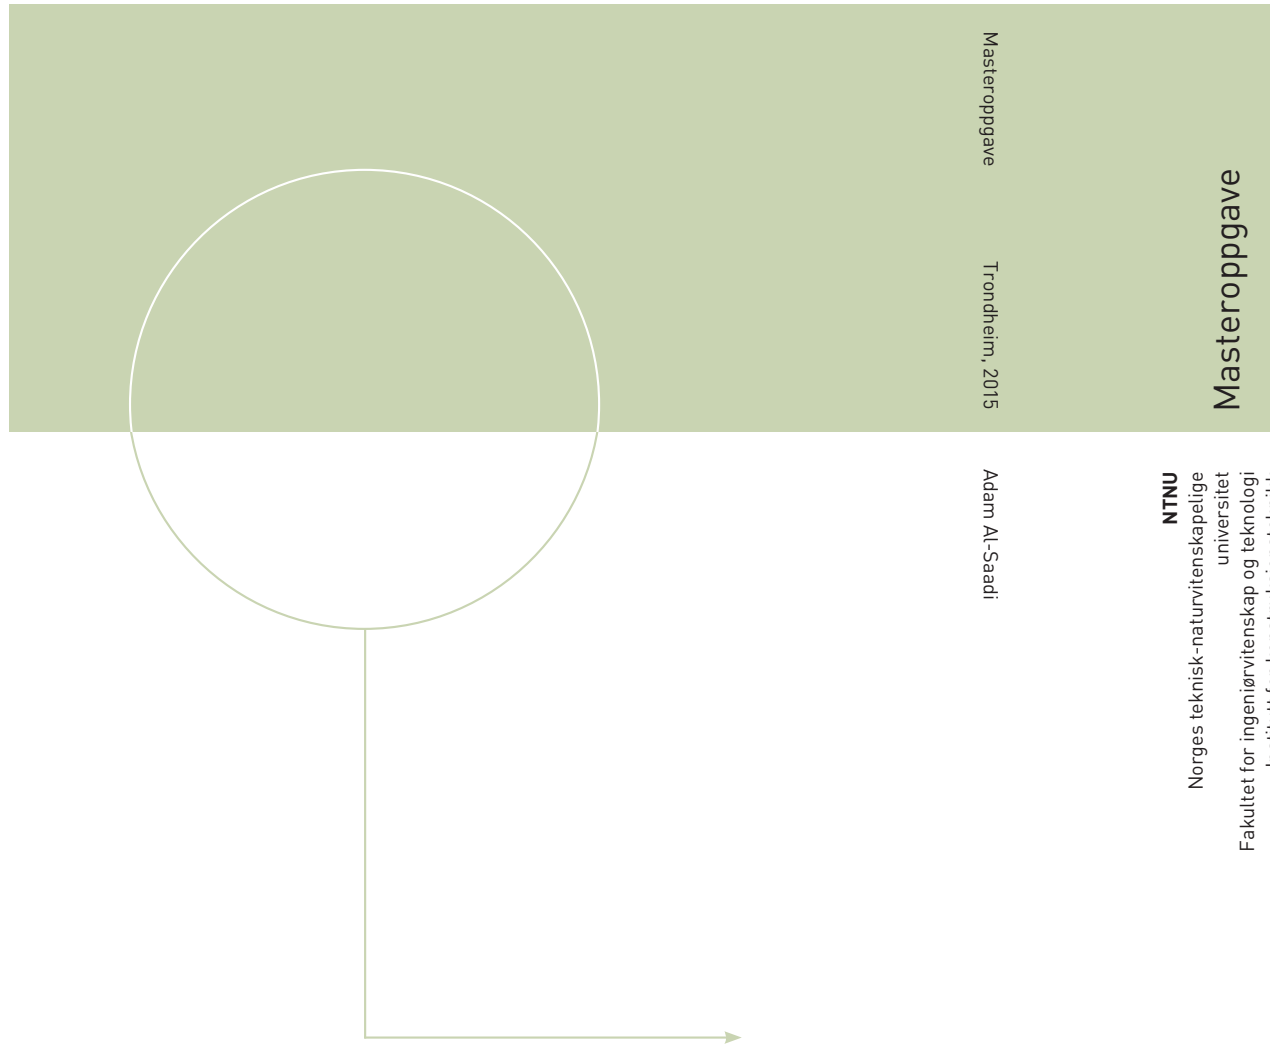 Masteroppgave
Trondheim, 2015
Adam Al-Saadi
Masteroppgave
NTNU
Norges teknisk-naturvitenskapelige
universitet
Fakultet for ingeniørvitenskap og teknologi